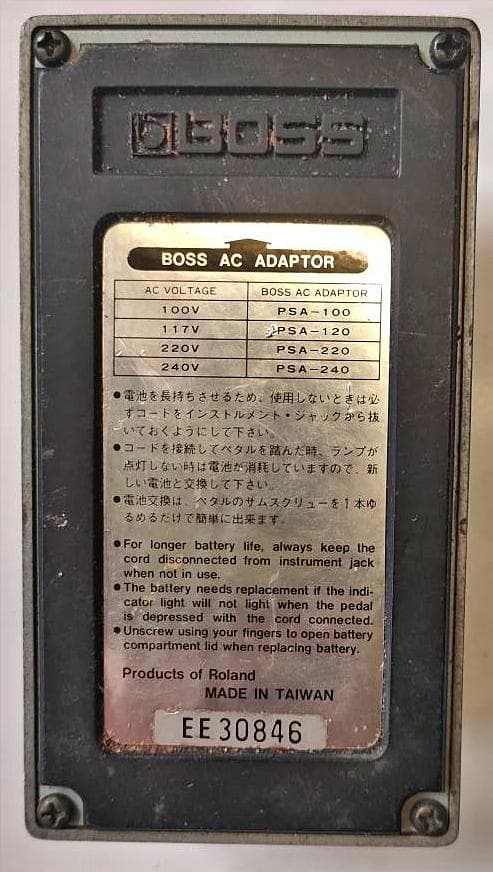 BOSS
BOSS AC ADAPTOR
AC VOLTAGE BOSS AC ADAPTOR
100V PSA-100
117V PSA-120
220V PSA-220
240V PSA-240
●電池を長持ちさせるため、使用しないときは必
ずコードをインストルメント・ジャックから抜
いておくようにして下さい。
●コードを接続してペタルを踏んだ時、ランプが
点灯しない時は電池が消耗していますので、新
しい電池と交換して下さい。
●電池交換は、ペタルのサムスクリューを1本ゆ
るめるだけで簡単に出来ます。
●For longer battery life, always keep the
cord disconnected from instrument jack
when not in use.
●The battery needs replacement if the indi-
cator light will not light when the pedal
is depressed with the cord connected.
●Unscrew using your fingers to open battery
compartment lid when replacing battery.
Products of Roland
MADE IN TAIWAN
EE30846